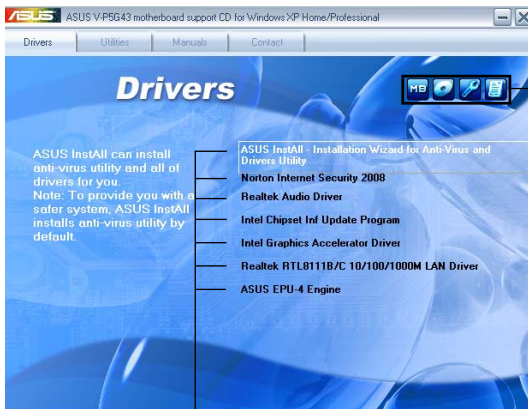 ASUS V-P5G43 motherboard support CD for Windows XP Home/Professional
Drivers
Utilities
Manuals
Contact
Drivers
MB
ASUS InstAll can install
anti-virus utility and all of
drivers for you.
Note: To provide you with a
safer system, ASUS InstAll
installs anti-virus utility by
default.
ASUS InstAll - Installation Wizard for Anti-Virus and
Drivers Utility
Norton Internet Security 2008
Realtek Audio Driver
Intel Chipset Inf Update Program
Intel Graphics Accelerator Driver
Realtek RTL8111B/C 10/100/1000M LAN Driver
ASUS EPU-4 Engine